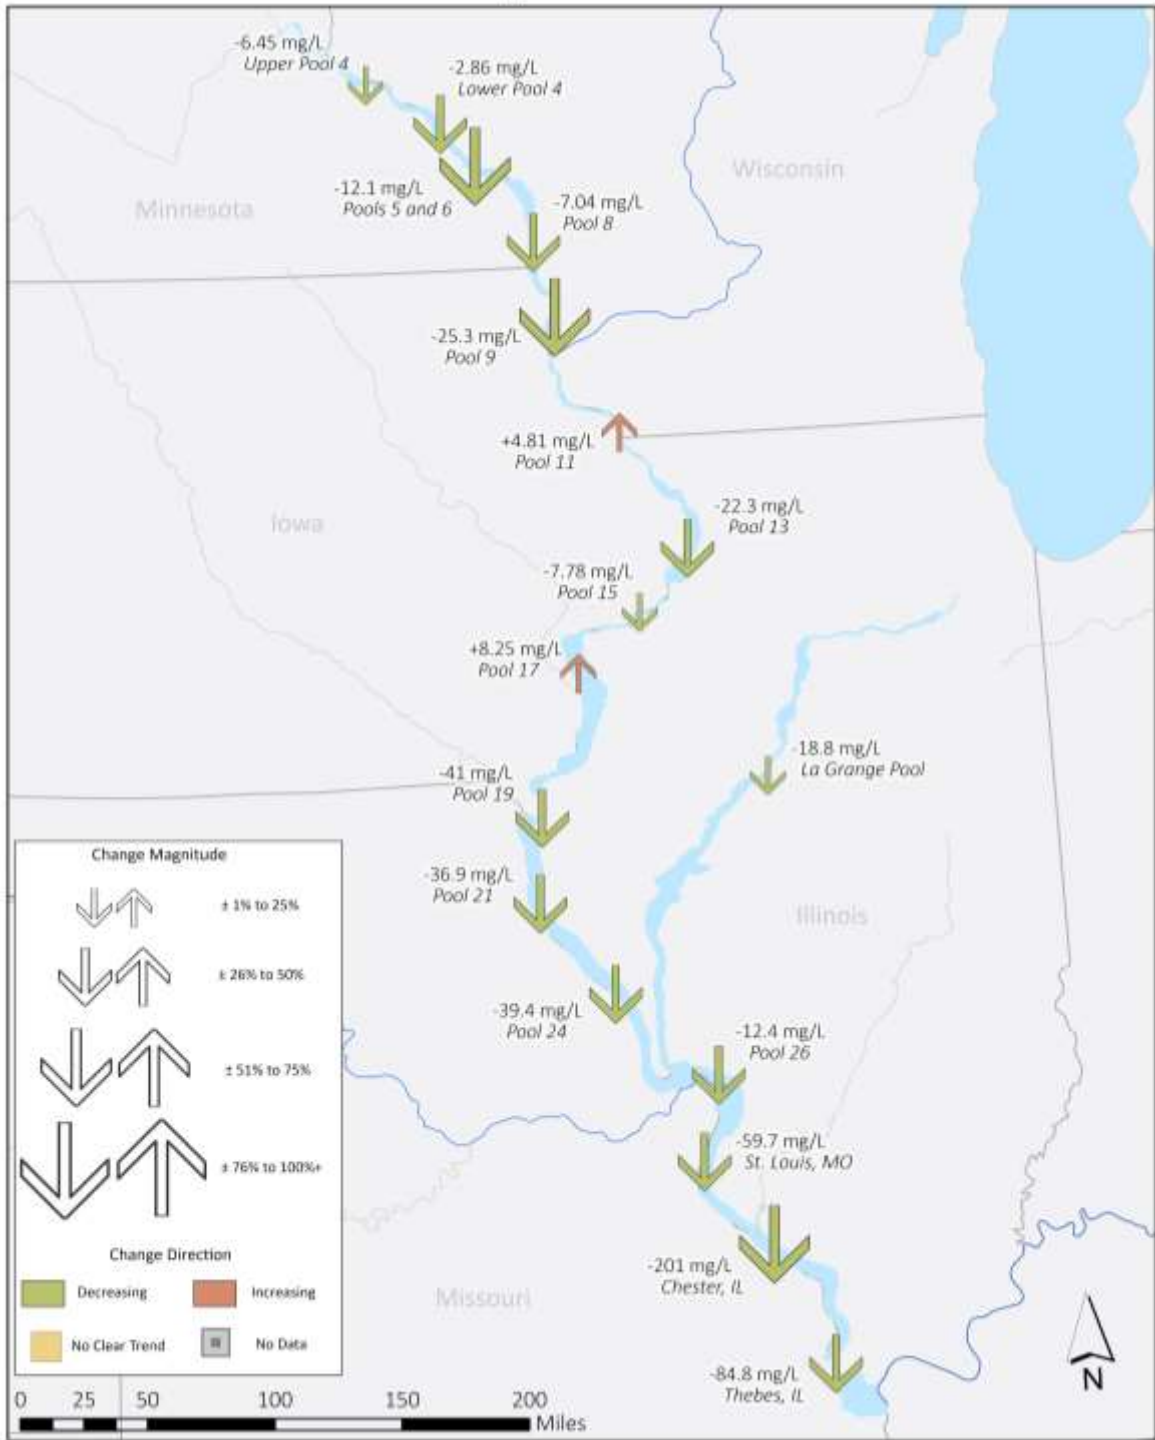 -6.45 mg/L
Upper Pool 4
-2.86 mg/L
Lower Pool 4
Wisconsin
-12.1 mg/L
Pools 5 and 6
Minnesota
-7.04 mg/L
Pool 8
-25.3 mg/L
Pool 9
+4.81 mg/L
Pool 11
-22.3 mg/L
Pool 13
Iowa
-7.78 mg/L
Pool 15
+8.25 mg/L
Pool 17
-18.8 mg/L
La Grange Pool
-41 mg/L
Pool 19
-36.9 mg/L
Pool 21
Illinois
-39.4 mg/L
Pool 24
-12.4 mg/L
Pool 26
-59.7 mg/L
St. Louis, MO
-201 mg/L
Chester, IL
Missouri
-84.8 mg/L
Thebes, IL
Change Magnitude
± 1% to 25%
± 26% to 50%
± 51% to 75%
± 76% to 100%+
Change Direction
Decreasing
Increasing
No Clear Trend
No Data
N
0 25 50 100 150 200
Miles